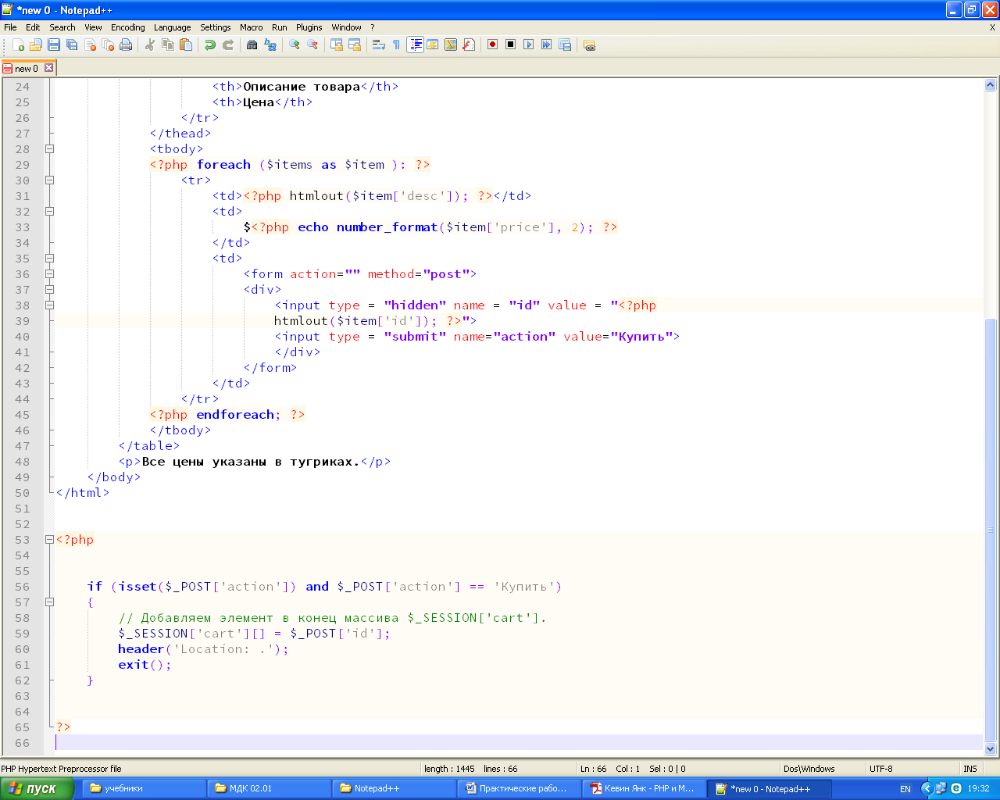 *new 0 - Notepad++
File Edit Search View Encoding Language Settings Macro Run Plugins Window ? X
new 0
24 <th>Описание товара</th>
25 <th>Цена</th>
26 </tr>
27 </thead>
28 <tbody>
29 <?php foreach ($items as $item ): ?>
30 <tr>
31 <td><?php htmlout($item['desc']); ?></td>
32 <td>
33 $<?php echo number_format($item['price'], 2); ?>
34 </td>
35 <td>
36 <form action="" method="post">
37 <div>
38 <input type = "hidden" name = "id" value = "<?php
39 htmlout($item['id']); ?>">
40 <input type = "submit" name="action" value="Купить">
41 </div>
42 </form>
43 </td>
44 </tr>
45 <?php endforeach; ?>
46 </tbody>
47 </table>
48 <p>Все цены указаны в тугриках.</p>
49 </body>
50 </html>
51
52
53 <?php
54
55
56 if (isset($_POST['action']) and $_POST['action'] == 'Купить')
57 {
58 // Добавляем элемент в конец массива $_SESSION['cart'].
59 $_SESSION['cart'][] = $_POST['id'];
60 header('Location: .');
61 exit();
62 }
63
64
65 ?>
66
PHP Hypertext Preprocessor file length : 1445 lines : 66 Ln : 66 Col : 1 Sel : 0 | 0 Dos\Windows UTF-8 INS
пуск учебники МДК 02.01 Notepad++ Практические рабо... Кевин Янк - PHP и М... *new 0 - Notepad++ EN 19:32